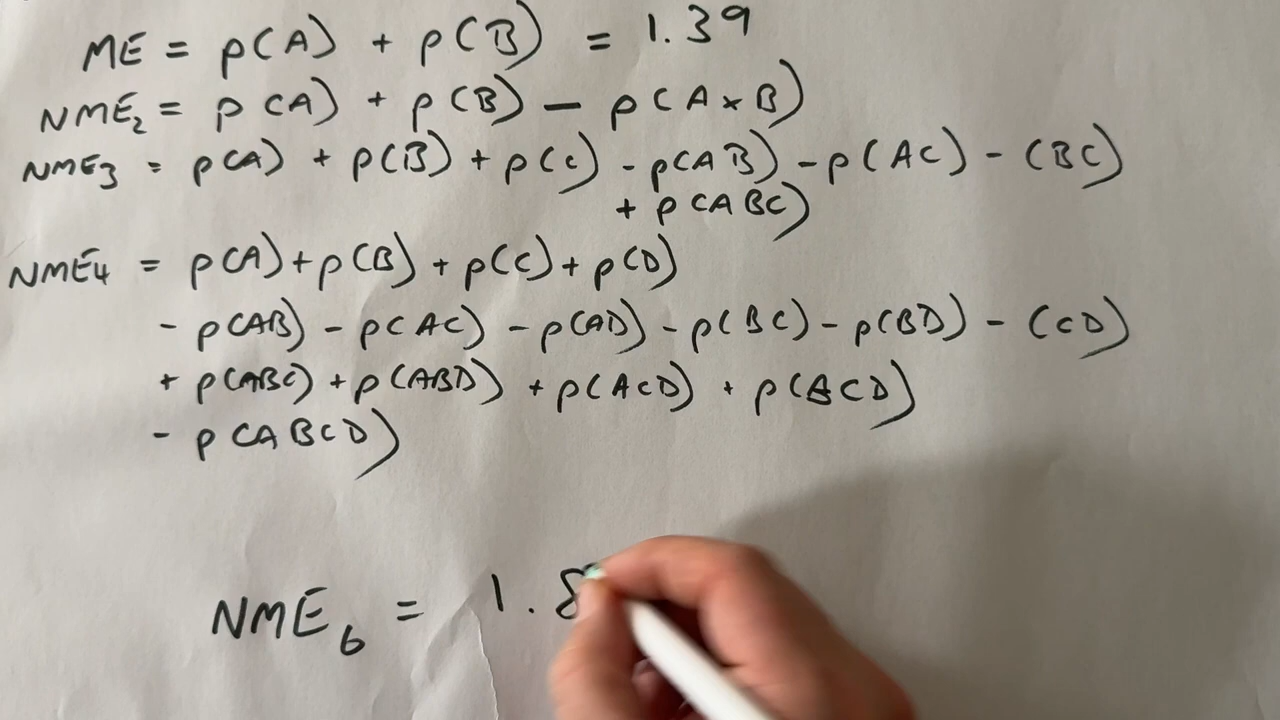 ME = p(A) + p(B) = 1.39
NME2 = p(A) + p(B) - p(A×B)
NME3 = p(A) + p(B) + p(C) - p(AB) - p(AC) - (BC)
+ p(ABC)
NME4 = p(A) + p(B) + p(C) + p(D)
- p(AB) - p(AC) - p(AD) - p(BC) - p(BD) - (CD)
+ p(ABC) + p(ABD) + p(ACD) + p(BCD)
- p(ABCD)
NME6 = 1.8